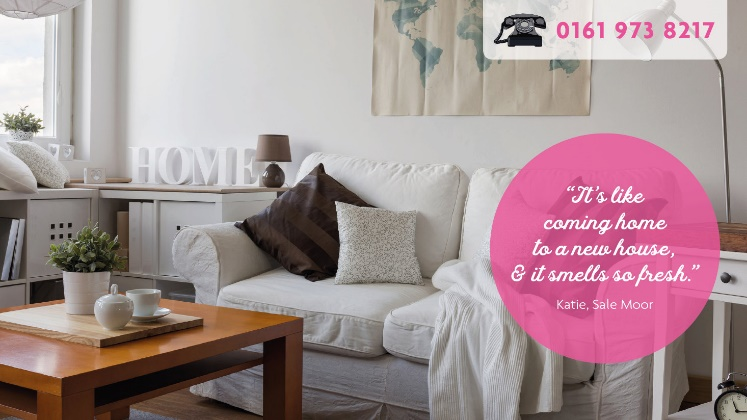 0161 973 8217
HOME
“It’s like
coming home
to a new house,
& it smells so fresh.”
Katie, Sale Moor